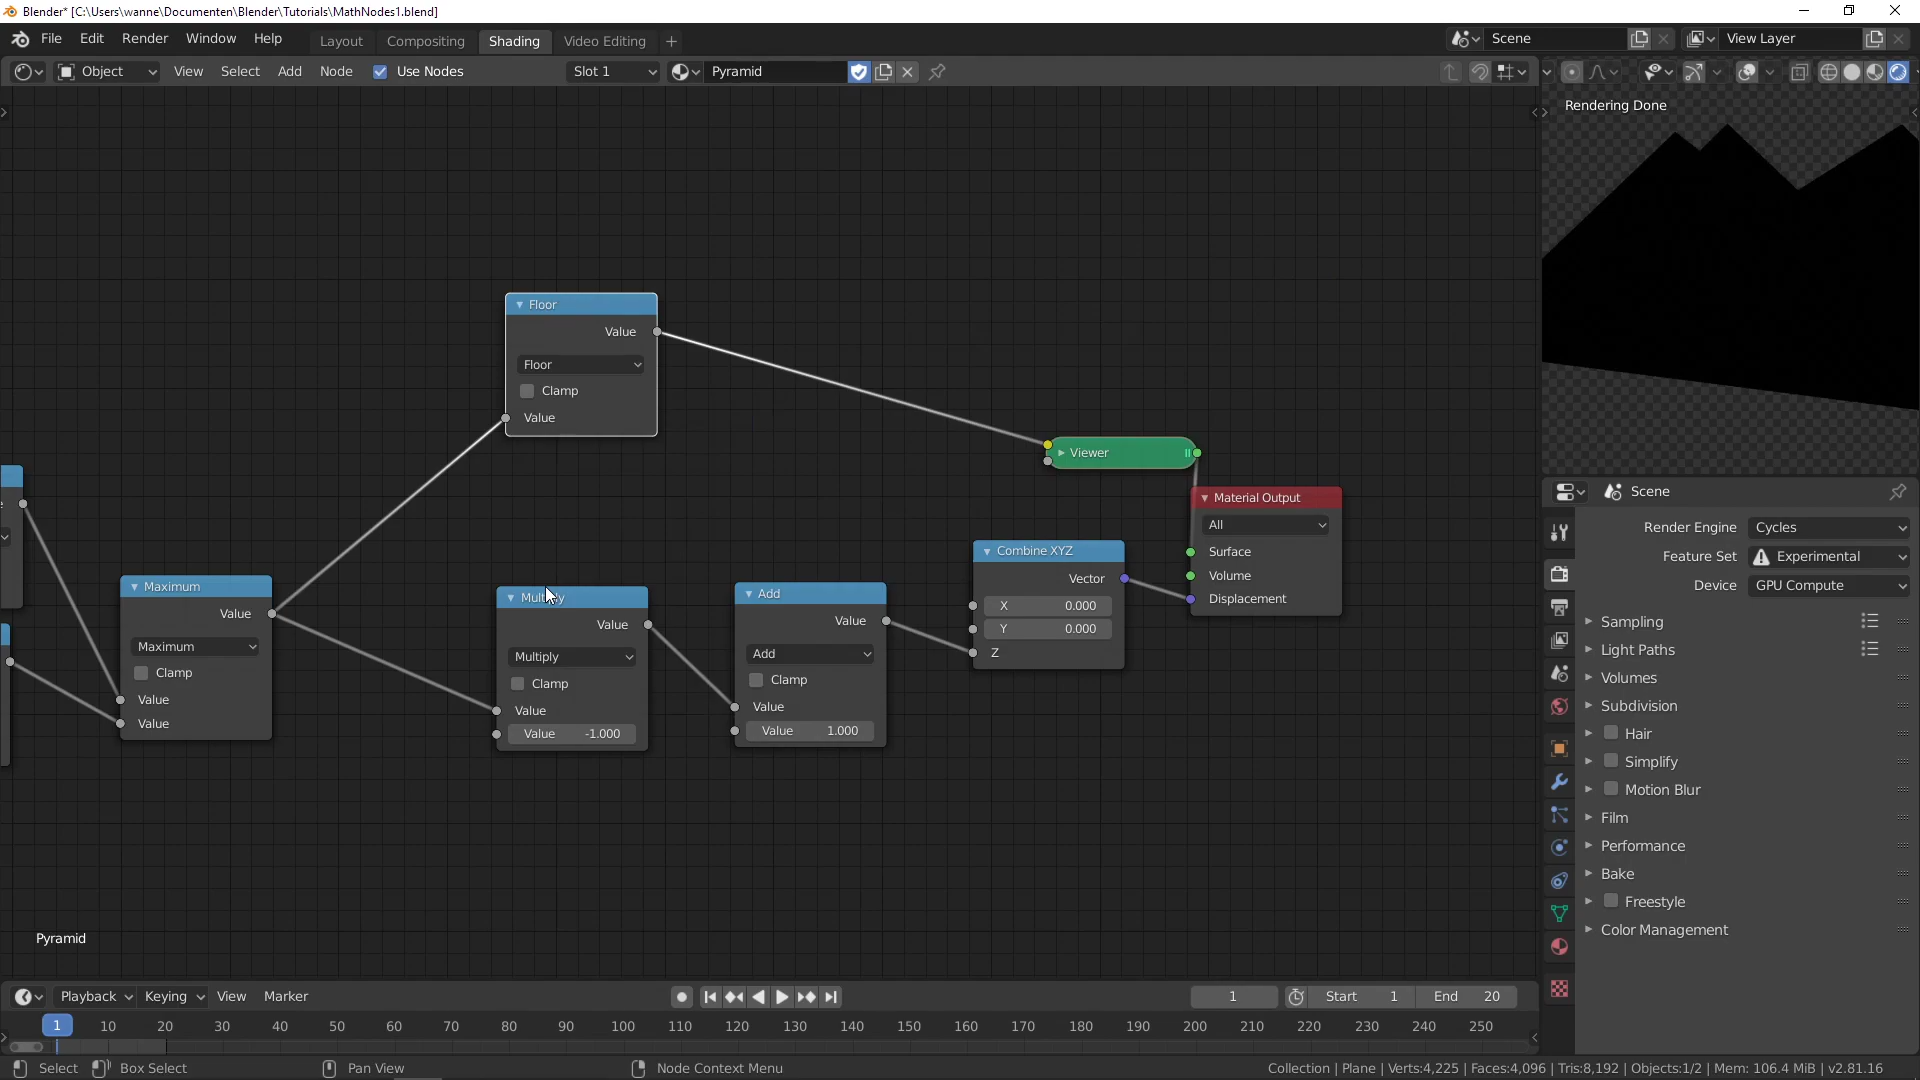 Blender* [C:\Users\wanne\Documenten\Blender\Tutorials\MathNodes1.blend]
File Edit Render Window Help Layout Compositing Shading Video Editing + Scene View Layer
Object View Select Add Node Use Nodes Slot 1 Pyramid
Rendering Done
Floor
Value
Floor
Clamp
Value
Viewer
Material Output
All
Surface
Volume
Displacement
Maximum
Value
Maximum
Clamp
Value
Value
Multiply
Value
Multiply
Clamp
Value
Value -1.000
Add
Value
Add
Clamp
Value
Value 1.000
Combine XYZ
Vector
X 0.000
Y 0.000
Z
Scene
Render Engine Cycles
Feature Set Experimental
Device GPU Compute
Sampling
Light Paths
Volumes
Subdivision
Hair
Simplify
Motion Blur
Film
Performance
Bake
Freestyle
Color Management
Pyramid
Playback Keying View Marker 1 Start 1 End 20
1 10 20 30 40 50 60 70 80 90 100 110 120 130 140 150 160 170 180 190 200 210 220 230 240 250
Select Box Select Pan View Node Context Menu Collection | Plane | Verts:4,225 | Faces:4,096 | Tris:8,192 | Objects:1/2 | Mem: 106.4 MiB | v2.81.16